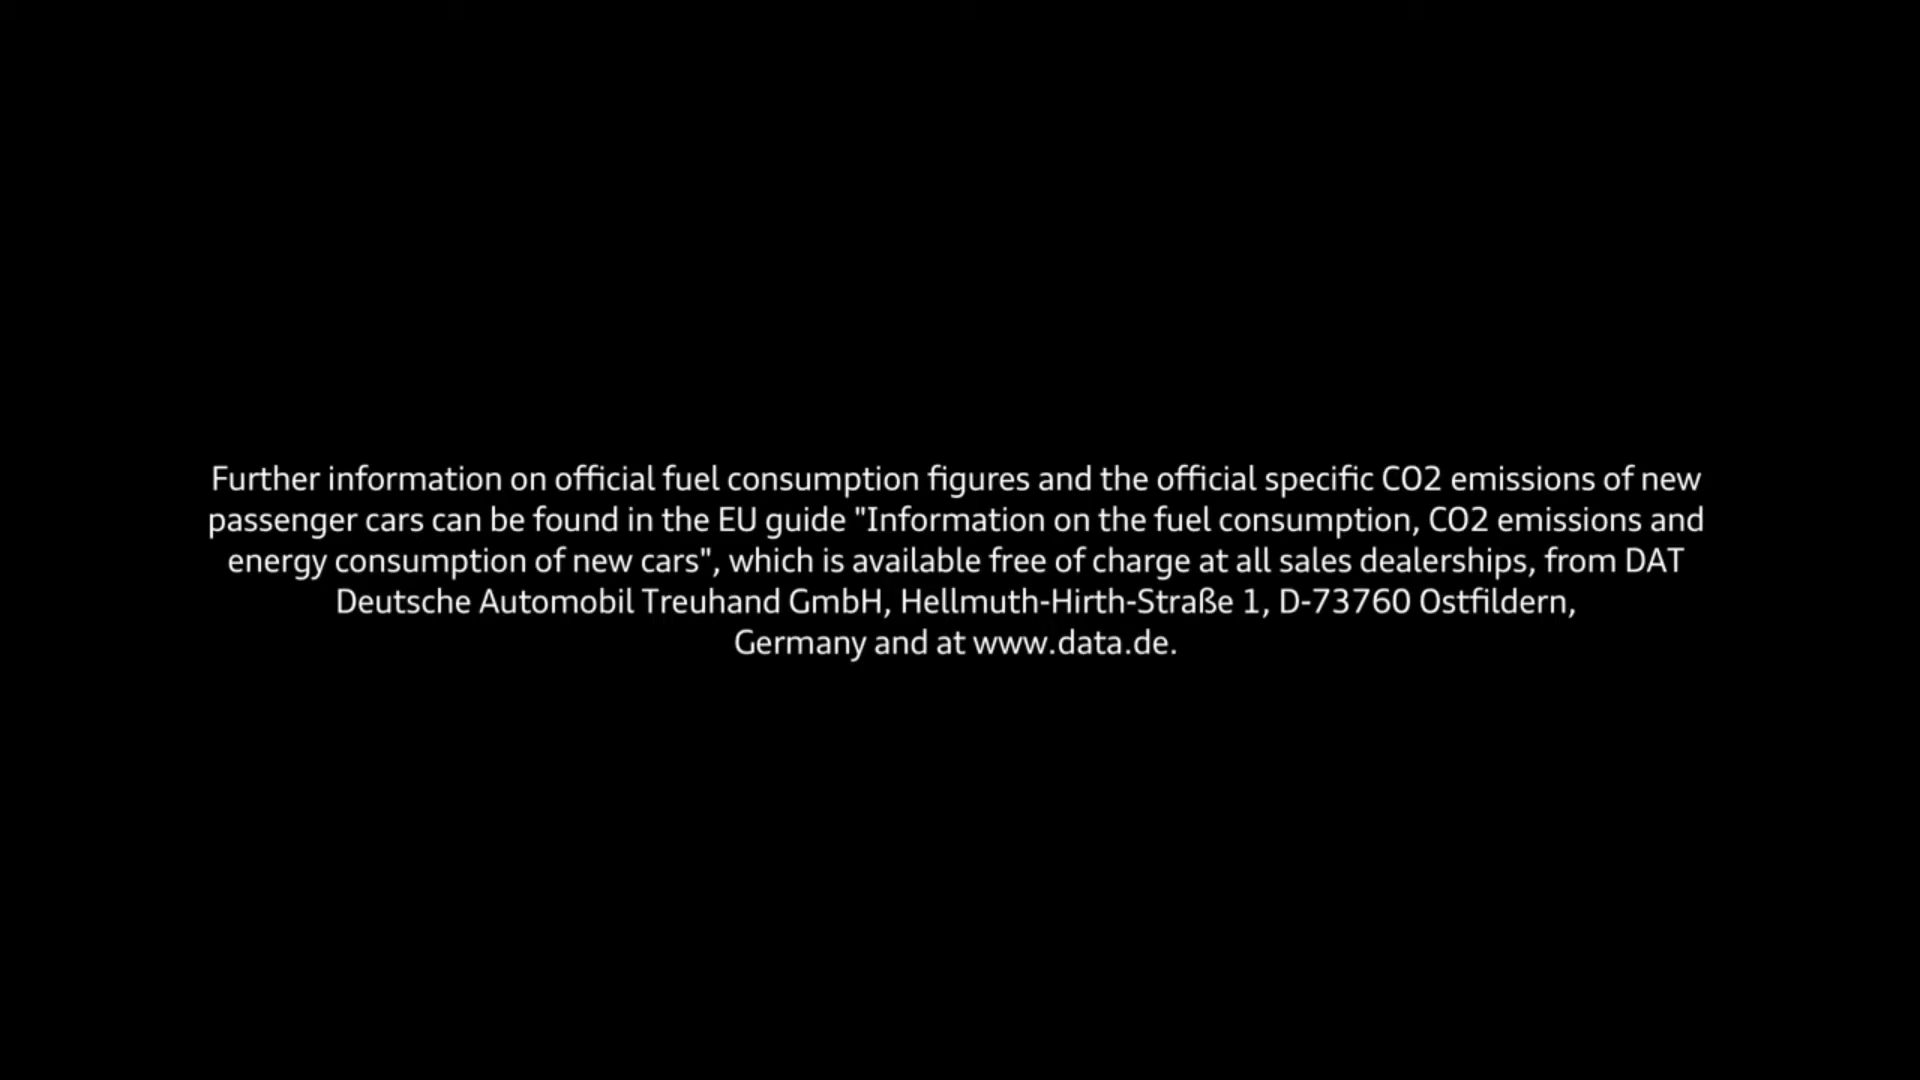 Further information on official fuel consumption figures and the official specific CO2 emissions of new
passenger cars can be found in the EU guide "Information on the fuel consumption, CO2 emissions and
energy consumption of new cars", which is available free of charge at all sales dealerships, from DAT
Deutsche Automobil Treuhand GmbH, Hellmuth-Hirth-Straße 1, D-73760 Ostfildern,
Germany and at www.data.de.